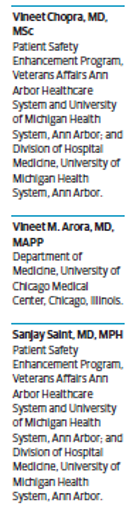 Vineet Chopra, MD,
MSc
Patient Safety
Enhancement Program,
Veterans Affairs Ann
Arbor Healthcare
System and University
of Michigan Health
System, Ann Arbor; and
Division of Hospital
Medicine, University of
Michigan Health
System, Ann Arbor.
Vineet M. Arora, MD,
MAPP
Department of
Medicine, University of
Chicago Medical
Center, Chicago, Illinois.
Sanjay Saint, MD, MPH
Patient Safety
Enhancement Program,
Veterans Affairs Ann
Arbor Healthcare
System and University
of Michigan Health
System, Ann Arbor; and
Division of Hospital
Medicine, University of
Michigan Health
System, Ann Arbor.